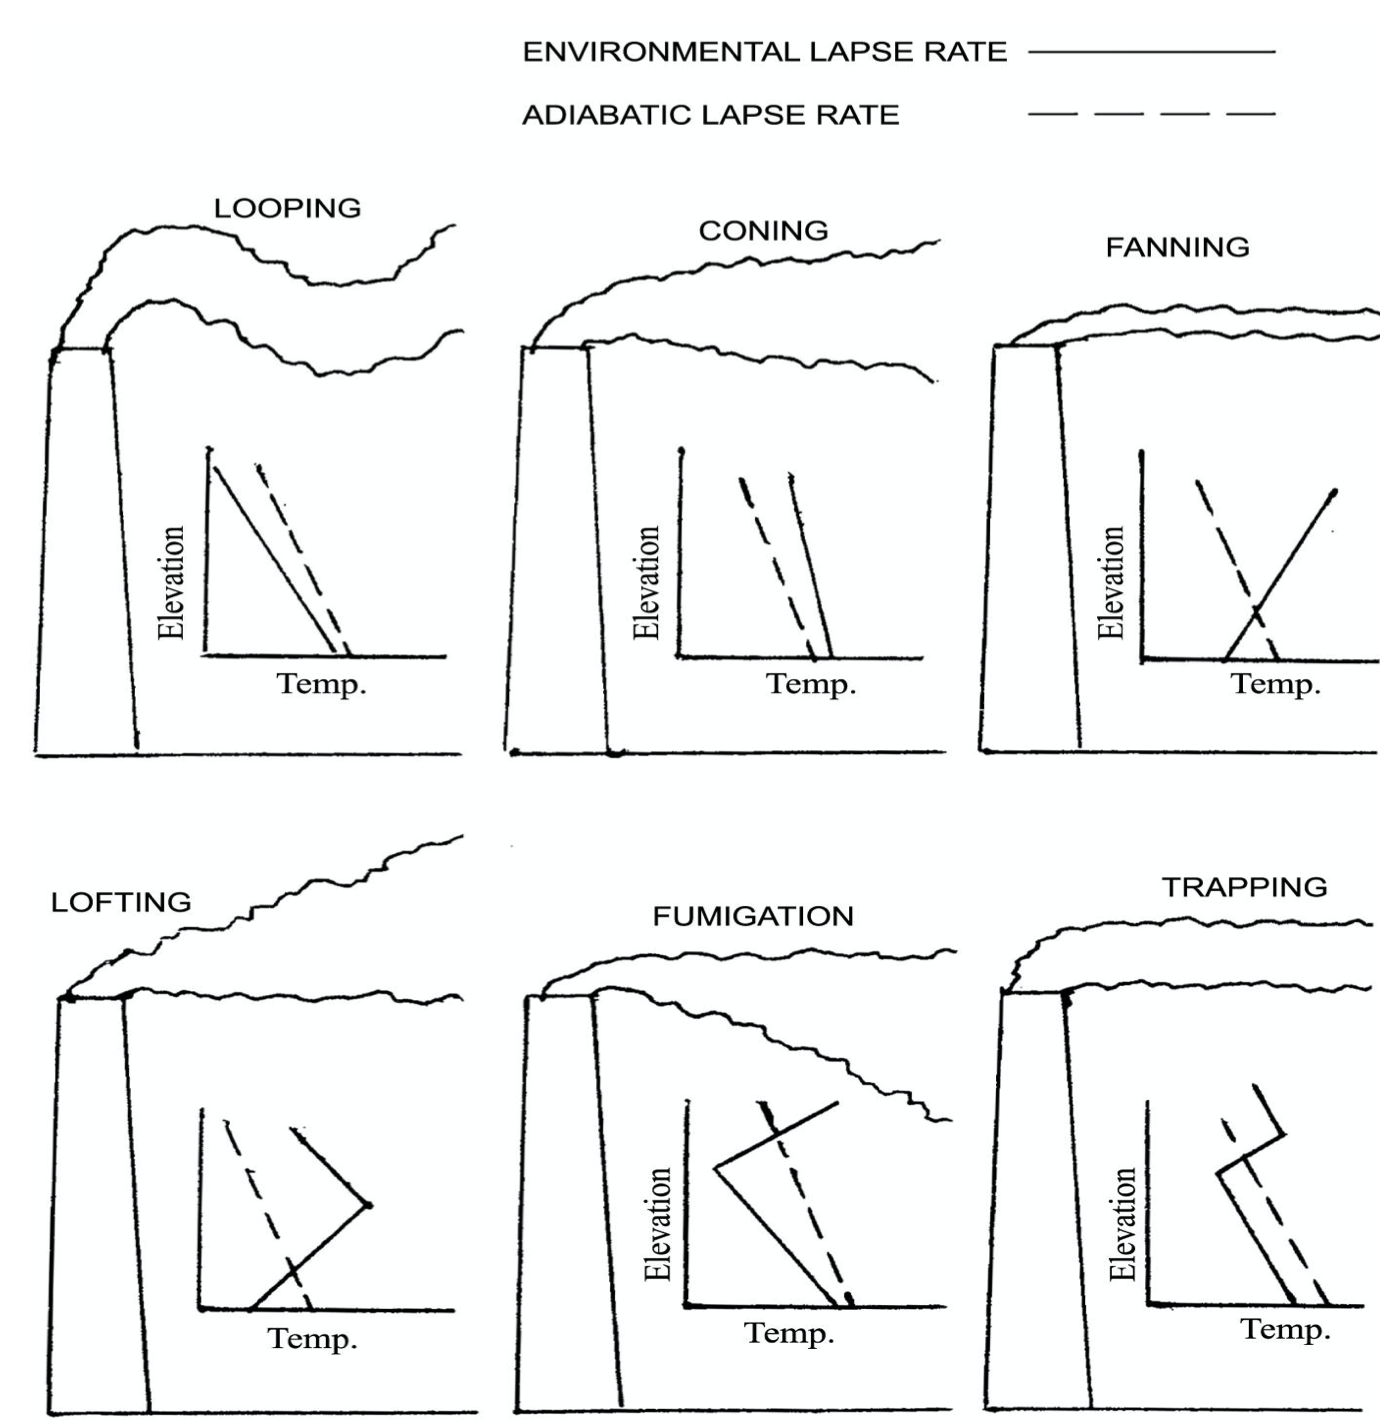 ENVIRONMENTAL LAPSE RATE
ADIABATIC LAPSE RATE
LOOPING
CONING
FANNING
Elevation
Temp.
Elevation
Temp.
Elevation
Temp.
LOFTING
FUMIGATION
TRAPPING
Temp.
Elevation
Temp.
Elevation
Temp.